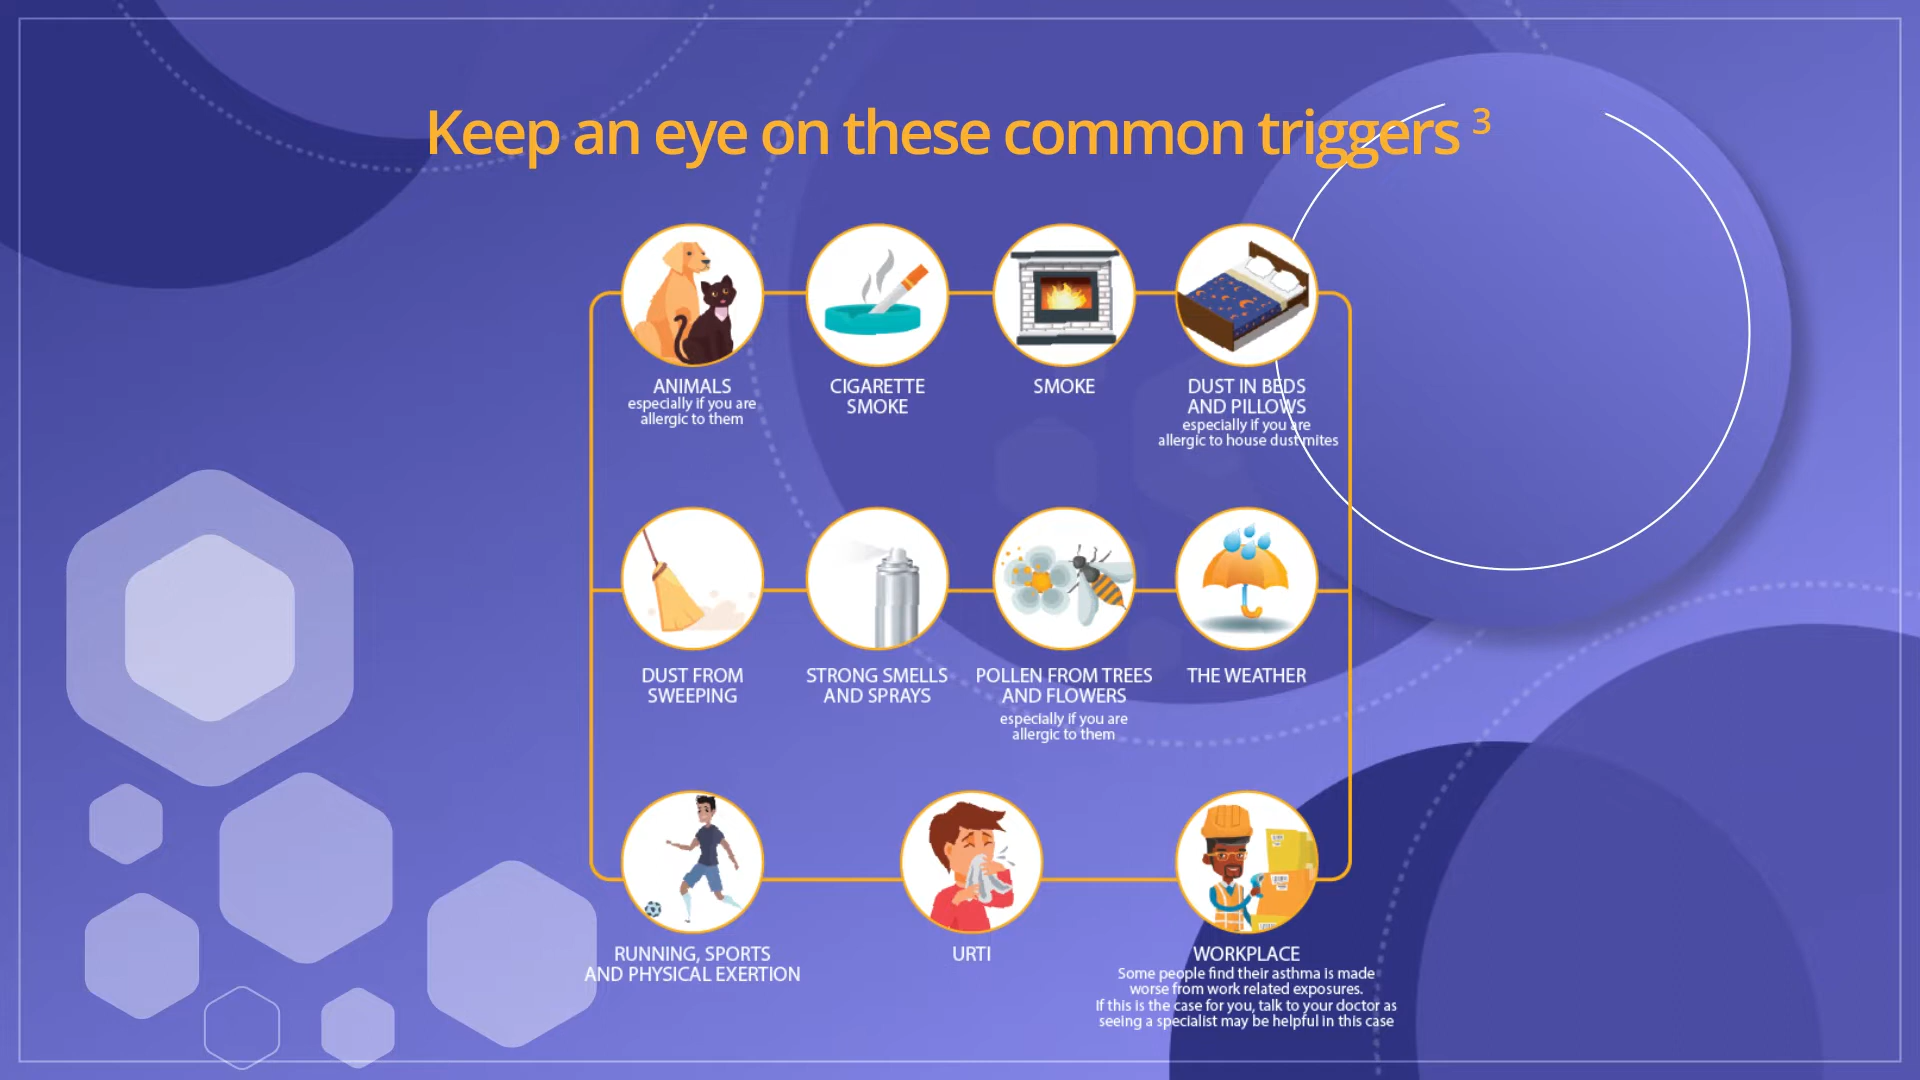 Keep an eye on these common triggers 3
ANIMALS
especially if you are
allergic to them
CIGARETTE
SMOKE
SMOKE
DUST IN BEDS
AND PILLOWS
especially if you are
allergic to house dust mites
DUST FROM
SWEEPING
STRONG SMELLS
AND SPRAYS
POLLEN FROM TREES
AND FLOWERS
especially if you are
allergic to them
THE WEATHER
RUNNING, SPORTS
AND PHYSICAL EXERTION
URTI
WORKPLACE
Some people find their asthma is made
worse from work related exposures.
If this is the case for you, talk to your doctor as
seeing a specialist may be helpful in this case